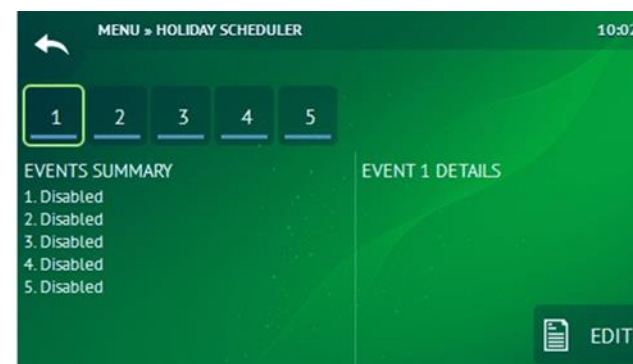 MENU » HOLIDAY SCHEDULER
10:02
1 2 3 4 5
EVENTS SUMMARY
1. Disabled
2. Disabled
3. Disabled
4. Disabled
5. Disabled
EVENT 1 DETAILS
EDIT